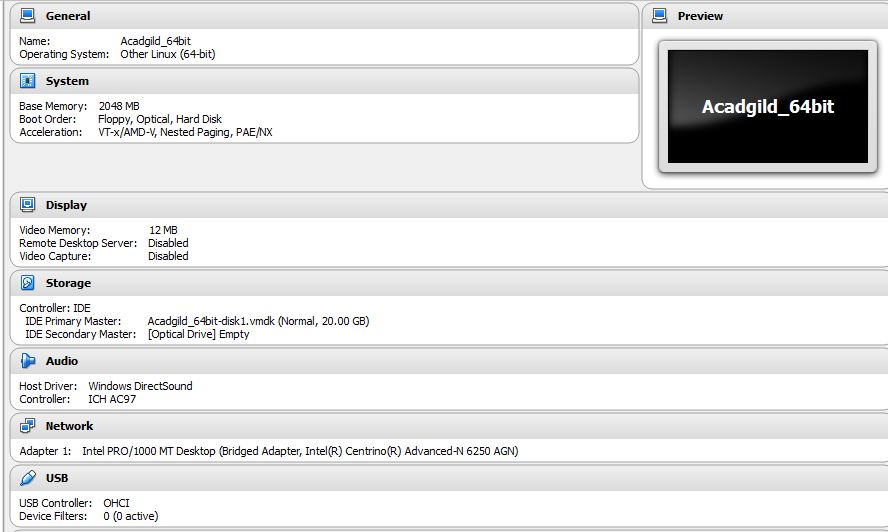 General
Name: Acadgild_64bit
Operating System: Other Linux (64-bit)
System
Base Memory: 2048 MB
Boot Order: Floppy, Optical, Hard Disk
Acceleration: VT-x/AMD-V, Nested Paging, PAE/NX
Preview
Acadgild_64bit
Display
Video Memory: 12 MB
Remote Desktop Server: Disabled
Video Capture: Disabled
Storage
Controller: IDE
IDE Primary Master: Acadgild_64bit-disk1.vmdk (Normal, 20.00 GB)
IDE Secondary Master: [Optical Drive] Empty
Audio
Host Driver: Windows DirectSound
Controller: ICH AC97
Network
Adapter 1: Intel PRO/1000 MT Desktop (Bridged Adapter, Intel(R) Centrino(R) Advanced-N 6250 AGN)
USB
USB Controller: OHCI
Device Filters: 0 (0 active)